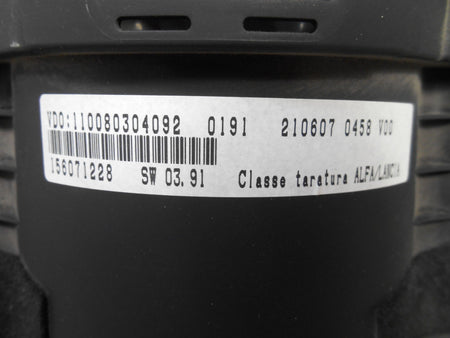 VDO:110080304092 0191 210607 0458 VDO
156071228 SW 03.91 Classe taratura ALFA/LANCIA